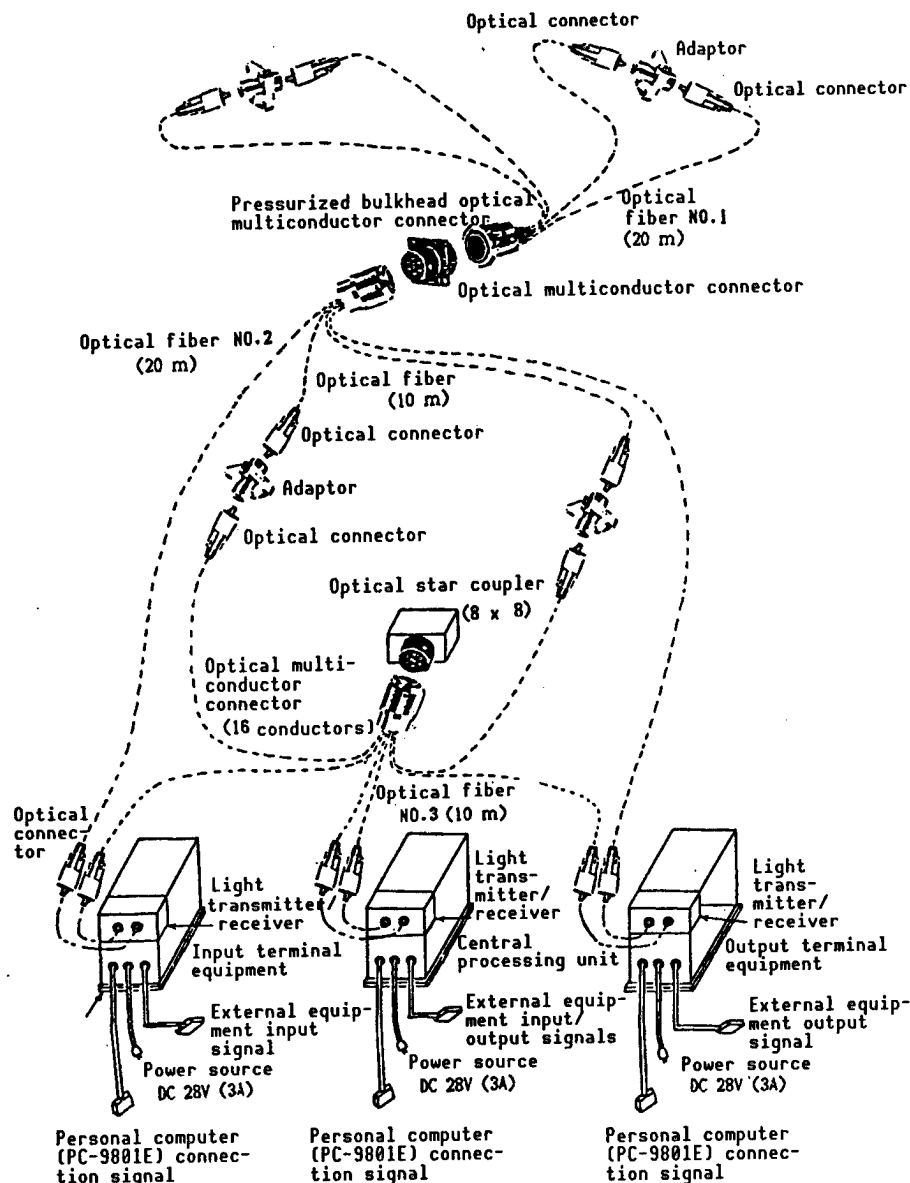 Optical connector
Adaptor
Optical connector
Pressurized bulkhead optical
multiconductor connector
Optical
fiber NO.1
(20 m)
Optical multiconductor connector
Optical fiber NO.2
(20 m)
Optical fiber
(10 m)
Optical connector
Adaptor
Optical connector
Optical star coupler
(8 x 8)
Optical multi-
conductor
connector
(16 conductors)
Optical fiber
NO.3 (10 m)
Optical
connec-
tor
Light
transmitter/
receiver
Input terminal
equipment
External equip-
ment input
signal
Power source
DC 28V (3A)
Personal computer
(PC-9801E) connec-
tion signal
Light
trans-
mitter/
receiver
Central
processing unit
External equip-
ment input/
output signals
Power source
DC 28V (3A)
Personal computer
(PC-9801E) connec-
tion signal
Light
trans-
mitter/
receiver
Output terminal
equipment
External equip-
ment output
signal
Power source
DC 28V (3A)
Personal computer
(PC-9801E) connec-
tion signal